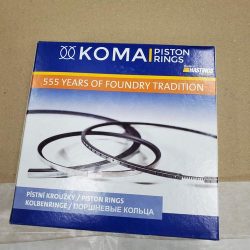 KOMA PISTON RINGS
HASTINGS
555 YEARS OF FOUNDRY TRADITION
PÍSTNÍ KROUŽKY / PISTON RINGS
KOLBENRINGE / ПОРШНЕВЫЕ КОЛЬЦА